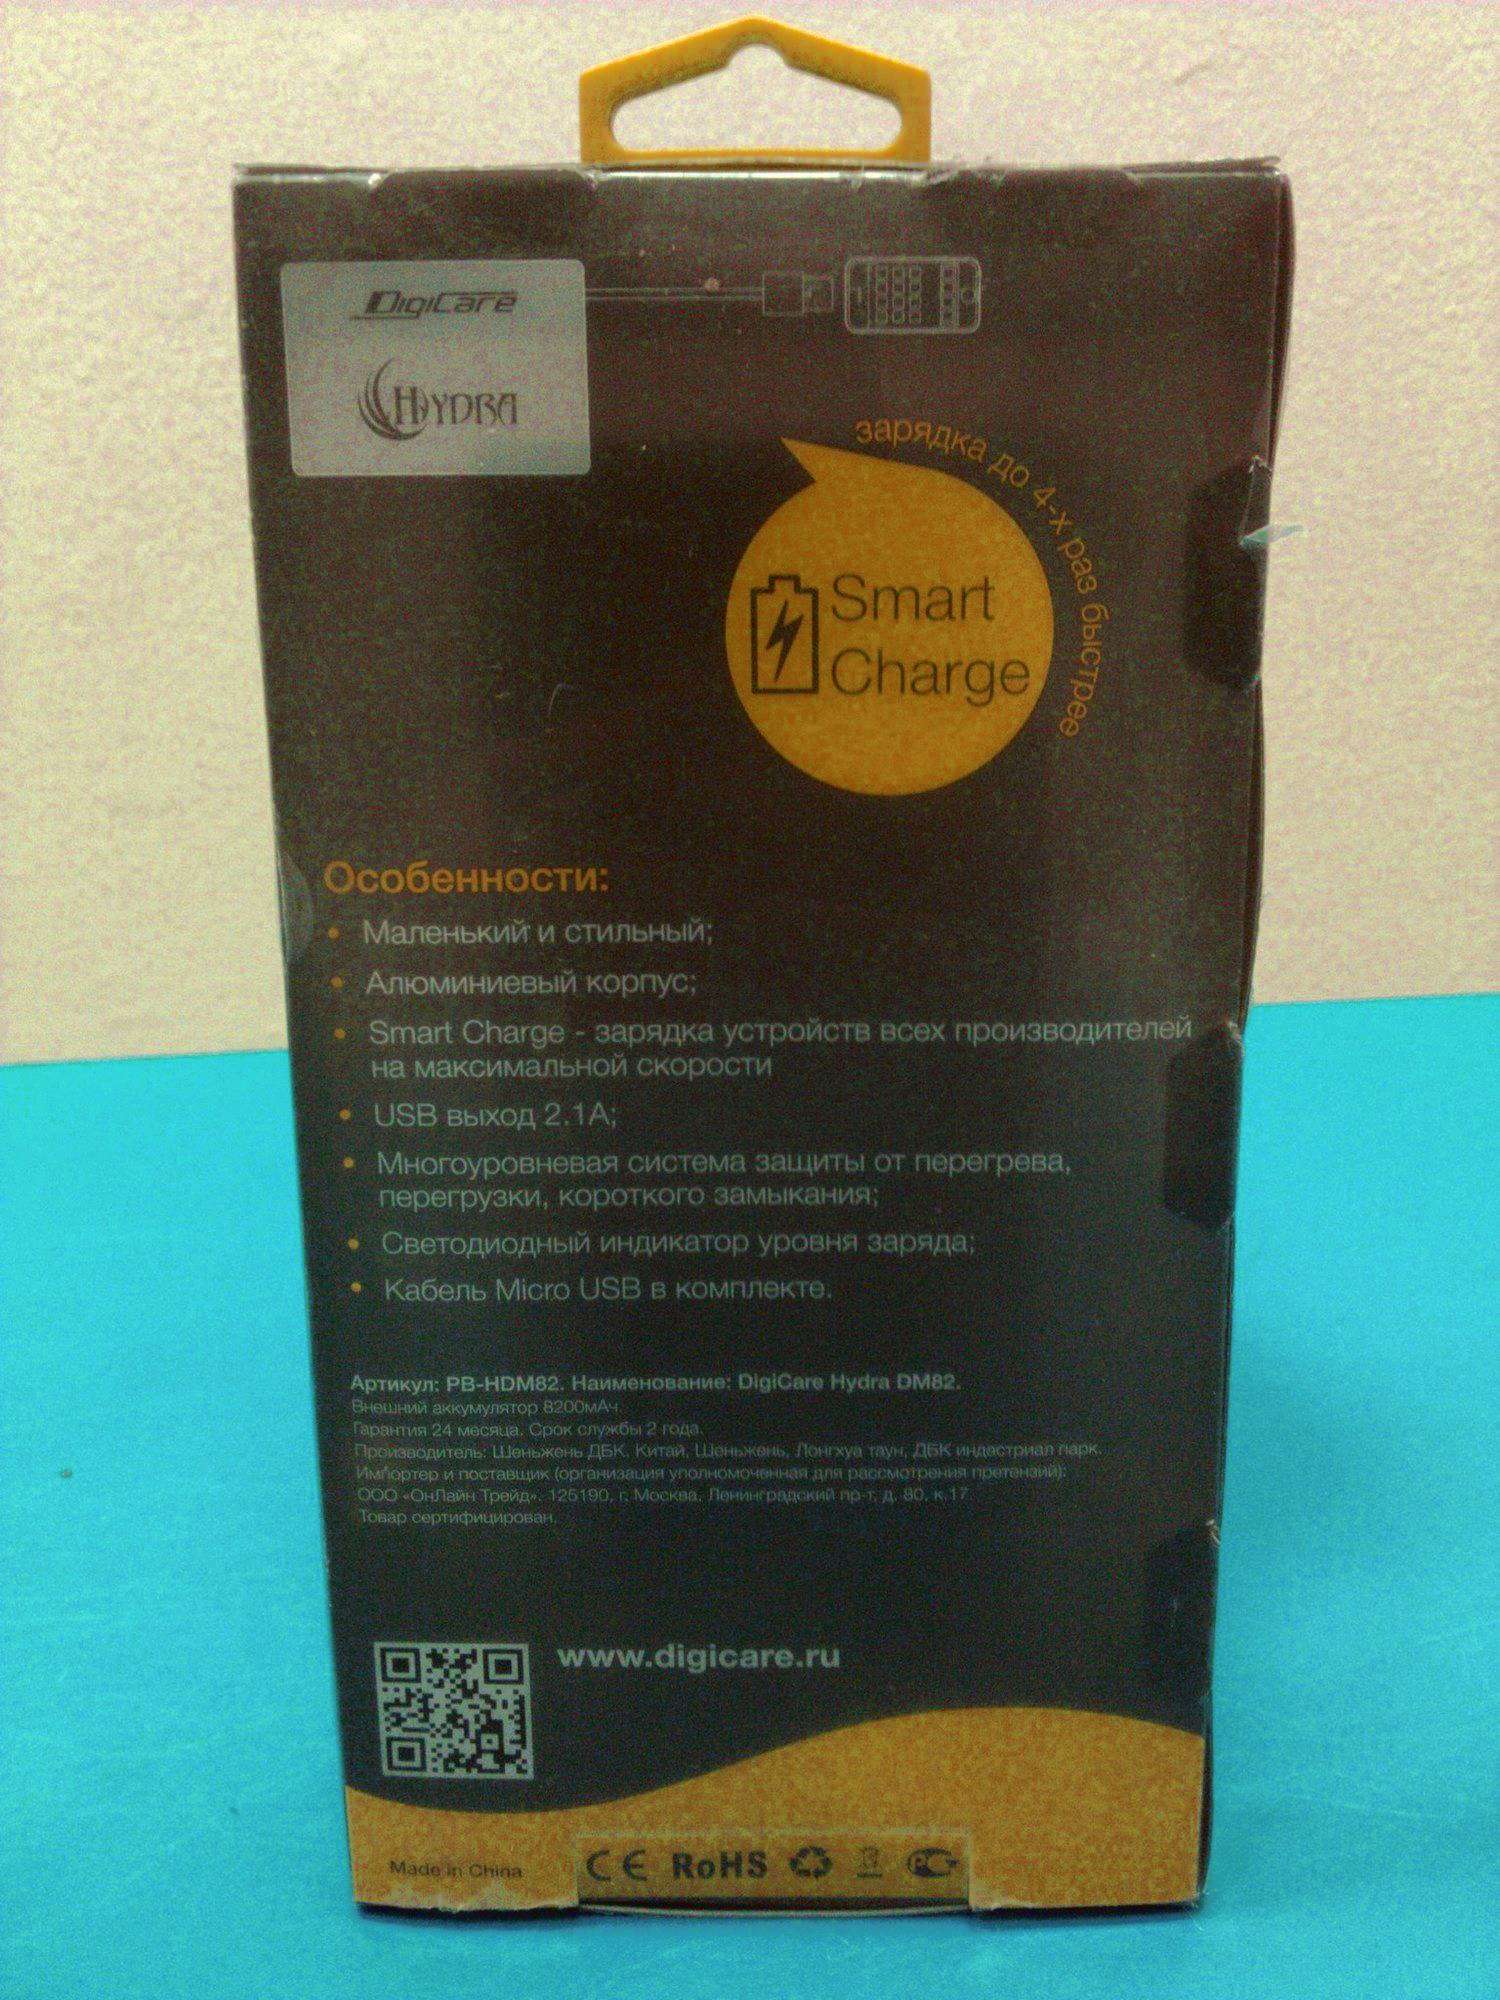 DigiCare
HYDRA
зарядка до 4-х раз быстрее
Smart
Charge
Особенности:
• Маленький и стильный;
• Алюминиевый корпус;
• Smart Charge - зарядка устройств всех производителей
на максимальной скорости
• USB выход 2.1A;
• Многоуровневая система защиты от перегрева,
перегрузки, короткого замыкания;
• Светодиодный индикатор уровня заряда;
• Кабель Micro USB в комплекте.
Артикул: PB-HDM82. Наименование: DigiCare Hydra DM82.
Внешний аккумулятор 8200мАч.
Гарантия 24 месяца. Срок службы 2 года.
Производитель: Шеньжень ДБК. Китай, Шеньжень, Лонгхуа таун, ДБК индастриал парк.
Импортер и поставщик (организация уполномоченная для рассмотрения претензий):
ООО «ОнЛайн Трейд». 125190, г. Москва, Ленинградский пр-т, д. 80, к.17.
Товар сертифицирован.
www.digicare.ru
Made in China
CE RoHS